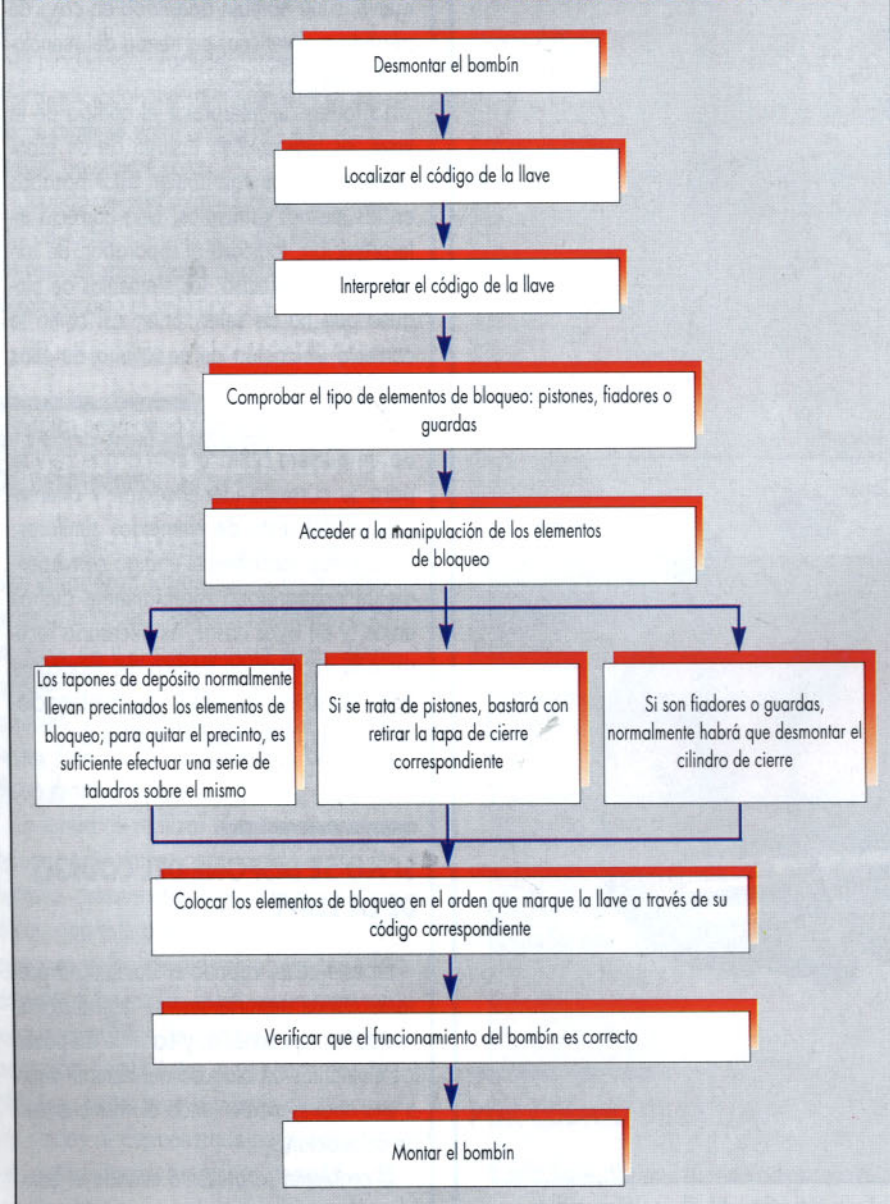 Desmontar el bombín
Localizar el código de la llave
Interpretar el código de la llave
Comprobar el tipo de elementos de bloqueo: pistones, fiadores o
guardas
Acceder a la manipulación de los elementos
de bloqueo
Los tapones de depósito normalmente
llevan precintados los elementos de
bloqueo; para quitar el precinto, es
suficiente efectuar una serie de
taladros sobre el mismo
Si se trata de pistones, bastará con
retirar la tapa de cierre
correspondiente
Si son fiadores o guardas,
normalmente habrá que desmontar el
cilindro de cierre
Colocar los elementos de bloqueo en el orden que marque la llave a través de su
código correspondiente
Verificar que el funcionamiento del bombín es correcto
Montar el bombín